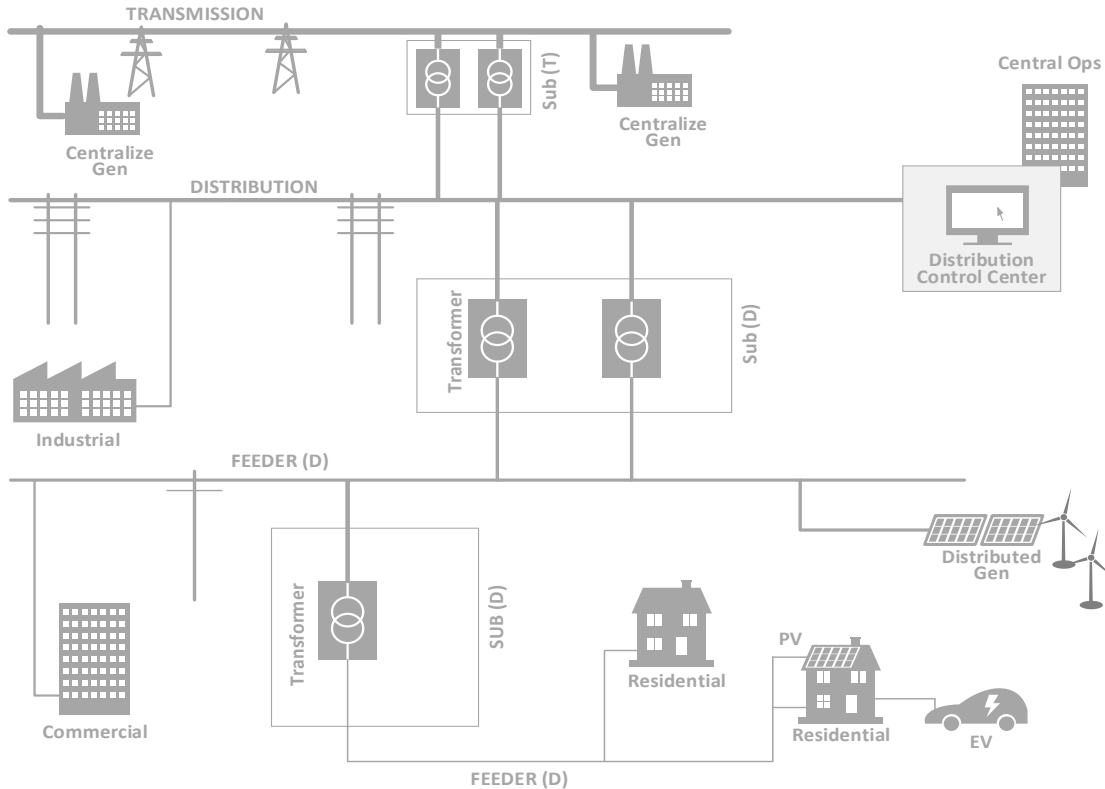 TRANSMISSION
Sub (T)
Central Ops
Centralize
Gen
Centralize
Gen
DISTRIBUTION
Distribution
Control Center
Transformer
Sub (D)
Industrial
FEEDER (D)
Distributed
Gen
Transformer
SUB (D)
PV
Residential
Commercial
Residential
EV
FEEDER (D)